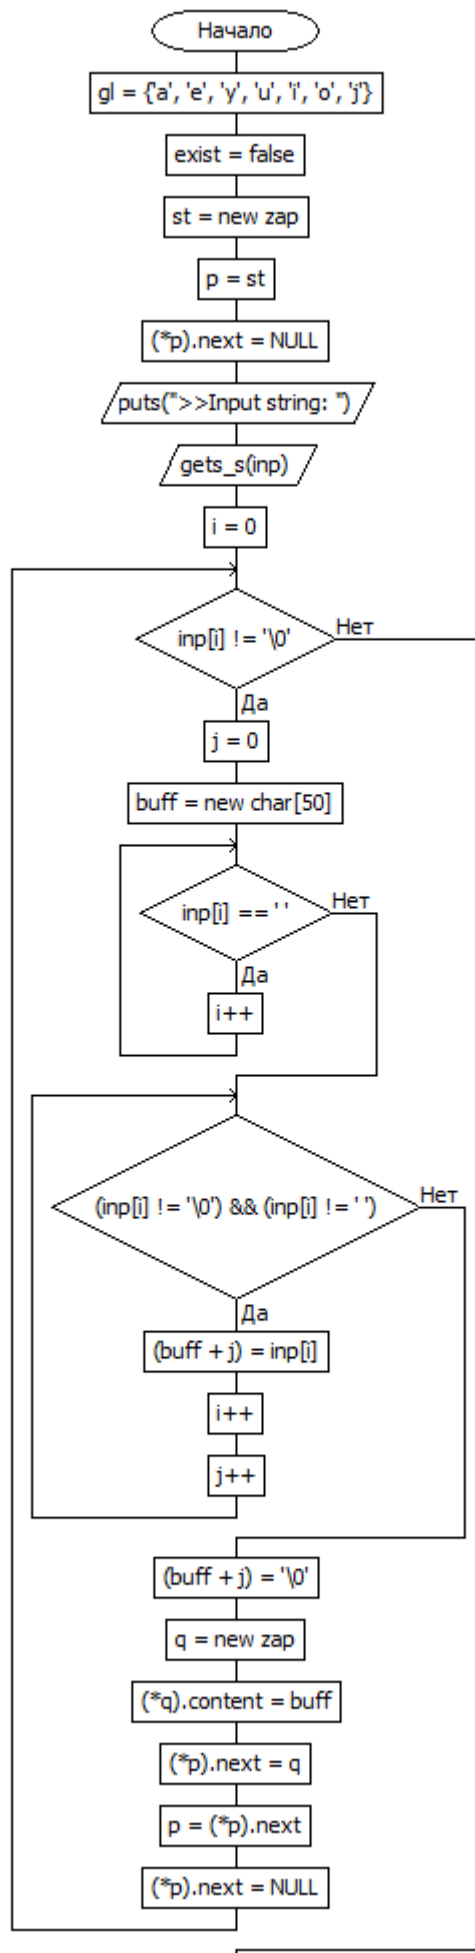 Начало
gl = {'a', 'e', 'y', 'u', 'i', 'o', 'j'}
exist = false
st = new zap
p = st
(*p).next = NULL
puts(">>Input string: ")
gets_s(inp)
i = 0
inp[i] != '\0'
Нет
Да
j = 0
buff = new char[50]
inp[i] == ' '
Нет
Да
i++
(inp[i] != '\0') && (inp[i] != ' ')
Нет
Да
(buff + j) = inp[i]
i++
j++
(buff + j) = '\0'
q = new zap
(*q).content = buff
(*p).next = q
p = (*p).next
(*p).next = NULL